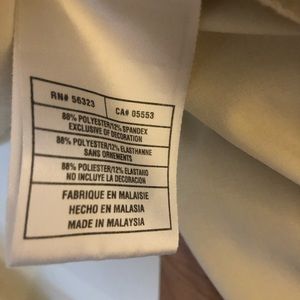 RN# 56323 CA# 05553
88% POLYESTER/12% SPANDEX
EXCLUSIVE OF DECORATION
88% POLYESTER/12% ELASTHANNE
SANS ORNEMENTS
88% POLIESTER/12% ELASTANO
NO INCLUYE LA DECORACION
FABRIQUE EN MALAISIE
HECHO EN MALASIA
MADE IN MALAYSIA